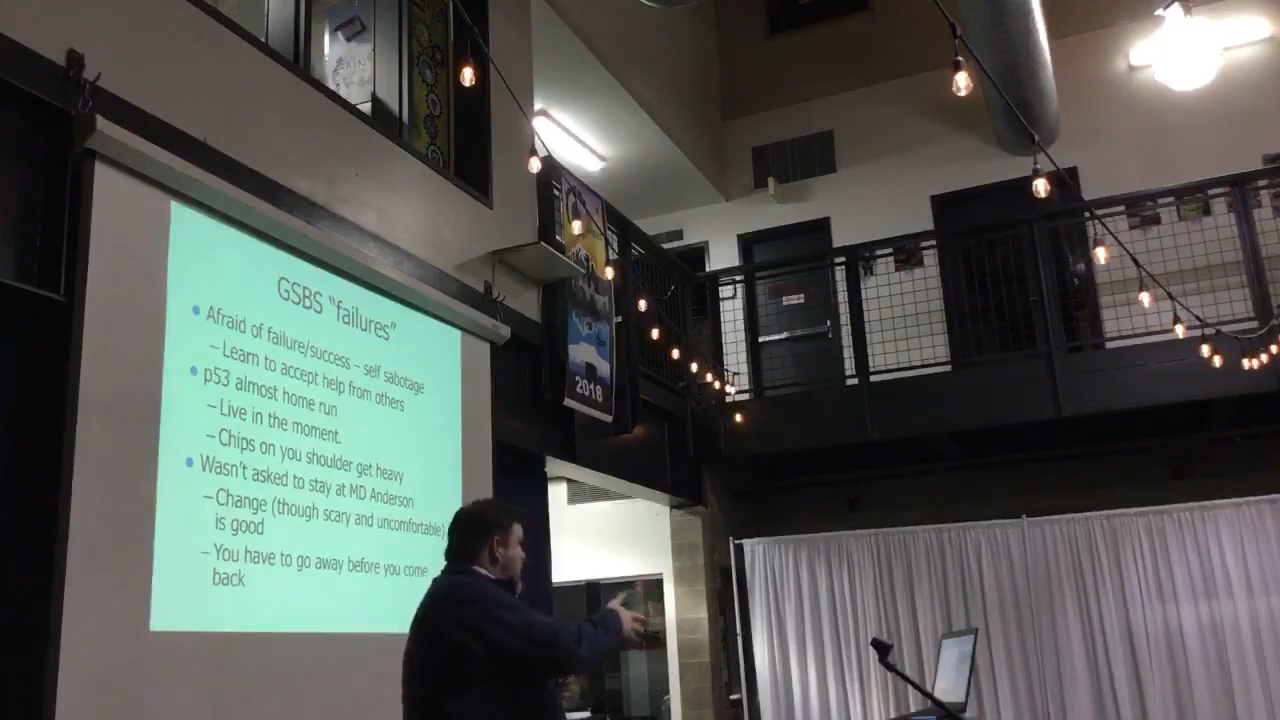 GSBS "failures"
Afraid of failure/success – self sabotage
– Learn to accept help from others
p53 almost home run
– Live in the moment.
– Chips on you shoulder get heavy
Wasn't asked to stay at MD Anderson
– Change (though scary and uncomfortable)
is good
– You have to go away before you come
back
2018